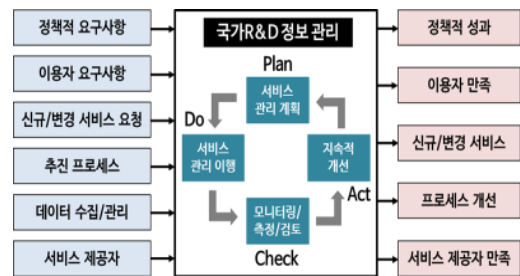 정책적 요구사항
이용자 요구사항
신규/변경 서비스 요청
추진 프로세스
데이터 수집/관리
서비스 제공자
국가R&D 정보 관리
Plan
서비스
관리 계획
Do
서비스
관리 이행
지속적
개선
Act
모니터링/
측정/검토
Check
정책적 성과
이용자 만족
신규/변경 서비스
프로세스 개선
서비스 제공자 만족